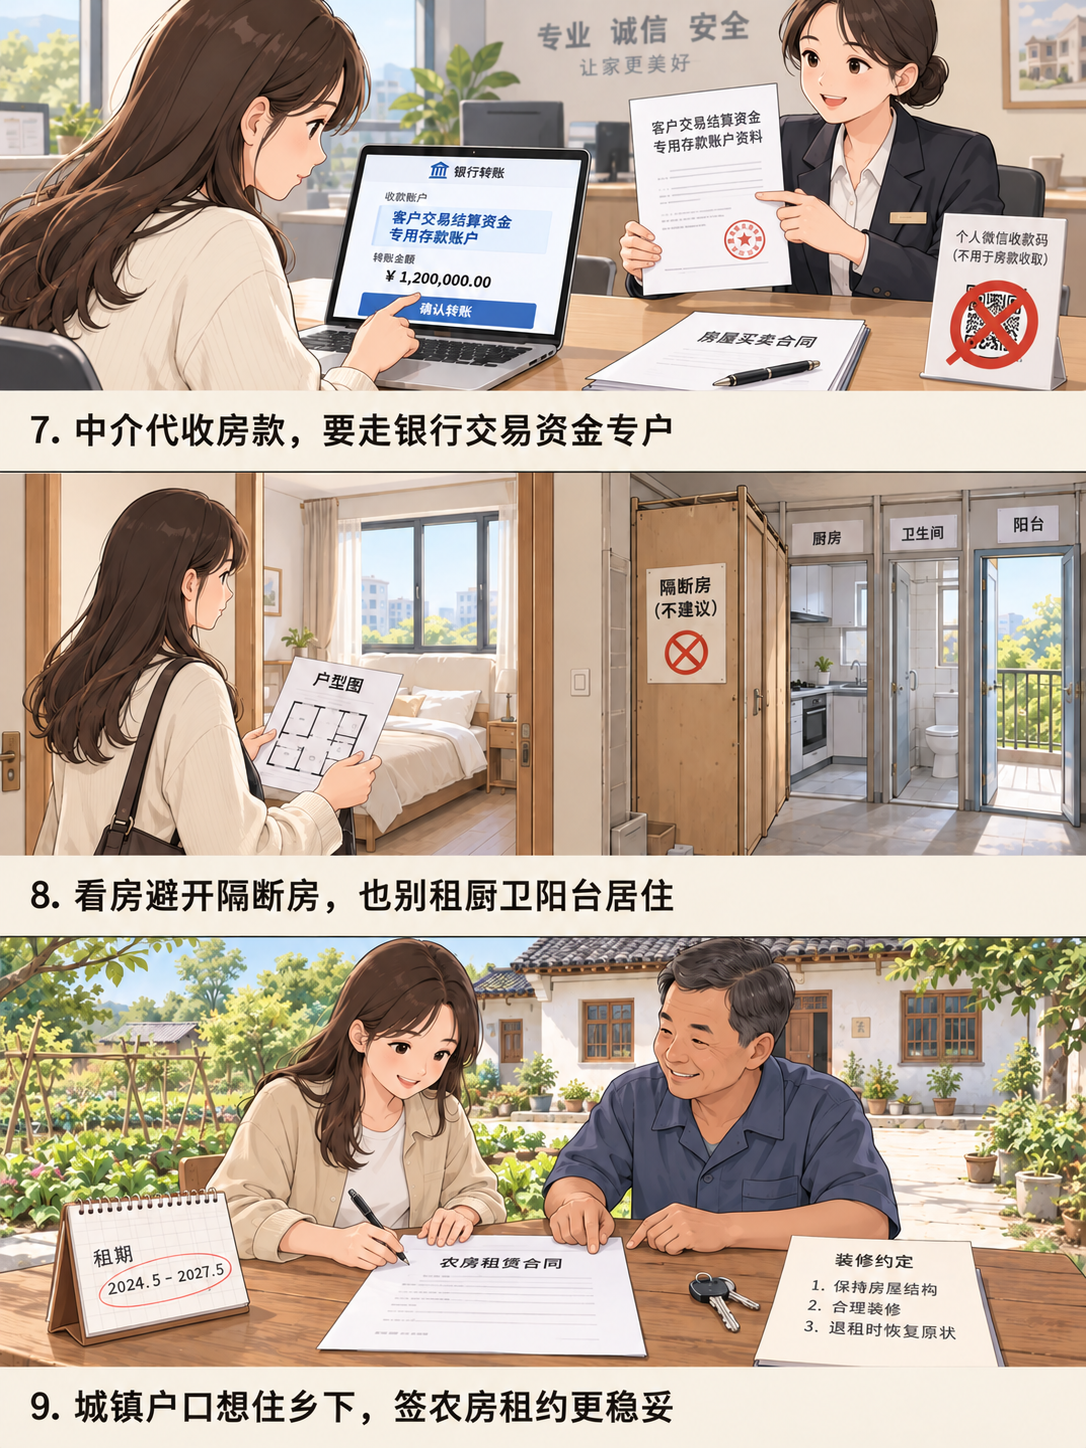 专业 诚信 安全
让家更美好
客户交易结算资金
专用存款账户资料
银行转账
收款账户
客户交易结算资金
专用存款账户
转账金额
¥ 1,200,000.00
确认转账
个人微信收款码
(不用于房款收取)
房屋买卖合同
7. 中介代收房款，要走银行交易资金专户
户型图
隔断房
(不建议)
厨房
卫生间
阳台
8. 看房避开隔断房，也别租厨卫阳台居住
租期
2024.5 – 2027.5
农房租赁合同
装修约定
1. 保持房屋结构
2. 合理装修
3. 退租时恢复原状
9. 城镇户口想住乡下，签农房租约更稳妥